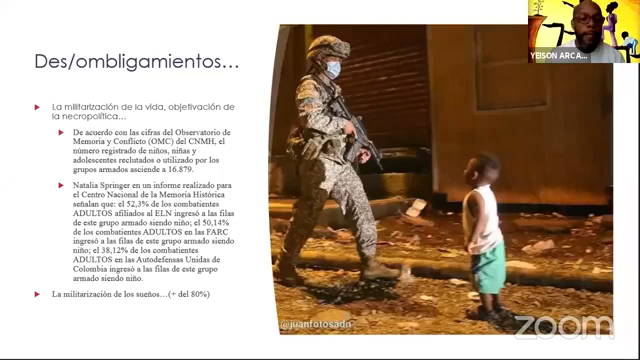 YEISON ARCA...
Des/ombligamientos...
La militarización de la vida, objetivación de
la necropolítica...
De acuerdo con las cifras del Observatorio de
Memoria y Conflicto (OMC) del CNMH, el
número registrado de niños, niñas y
adolescentes reclutados o utilizado por los
grupos armados asciende a 16.879.
Natalia Springer en un informe realizado para
el Centro Nacional de la Memoria Histórica
señalan que: el 52,3% de los combatientes
ADULTOS afiliados al ELN ingresó a las filas
de este grupo armado siendo niño; el 50,14%
de los combatientes ADULTOS en las FARC
ingresó a las filas de este grupo armado siendo
niño; el 38,12% de los combatientes
ADULTOS en las Autodefensas Unidas de
Colombia ingresó a las filas de este grupo
armado siendo niño.
La militarización de los sueños...(+ del 80%)
@juanfotosadn
zoom